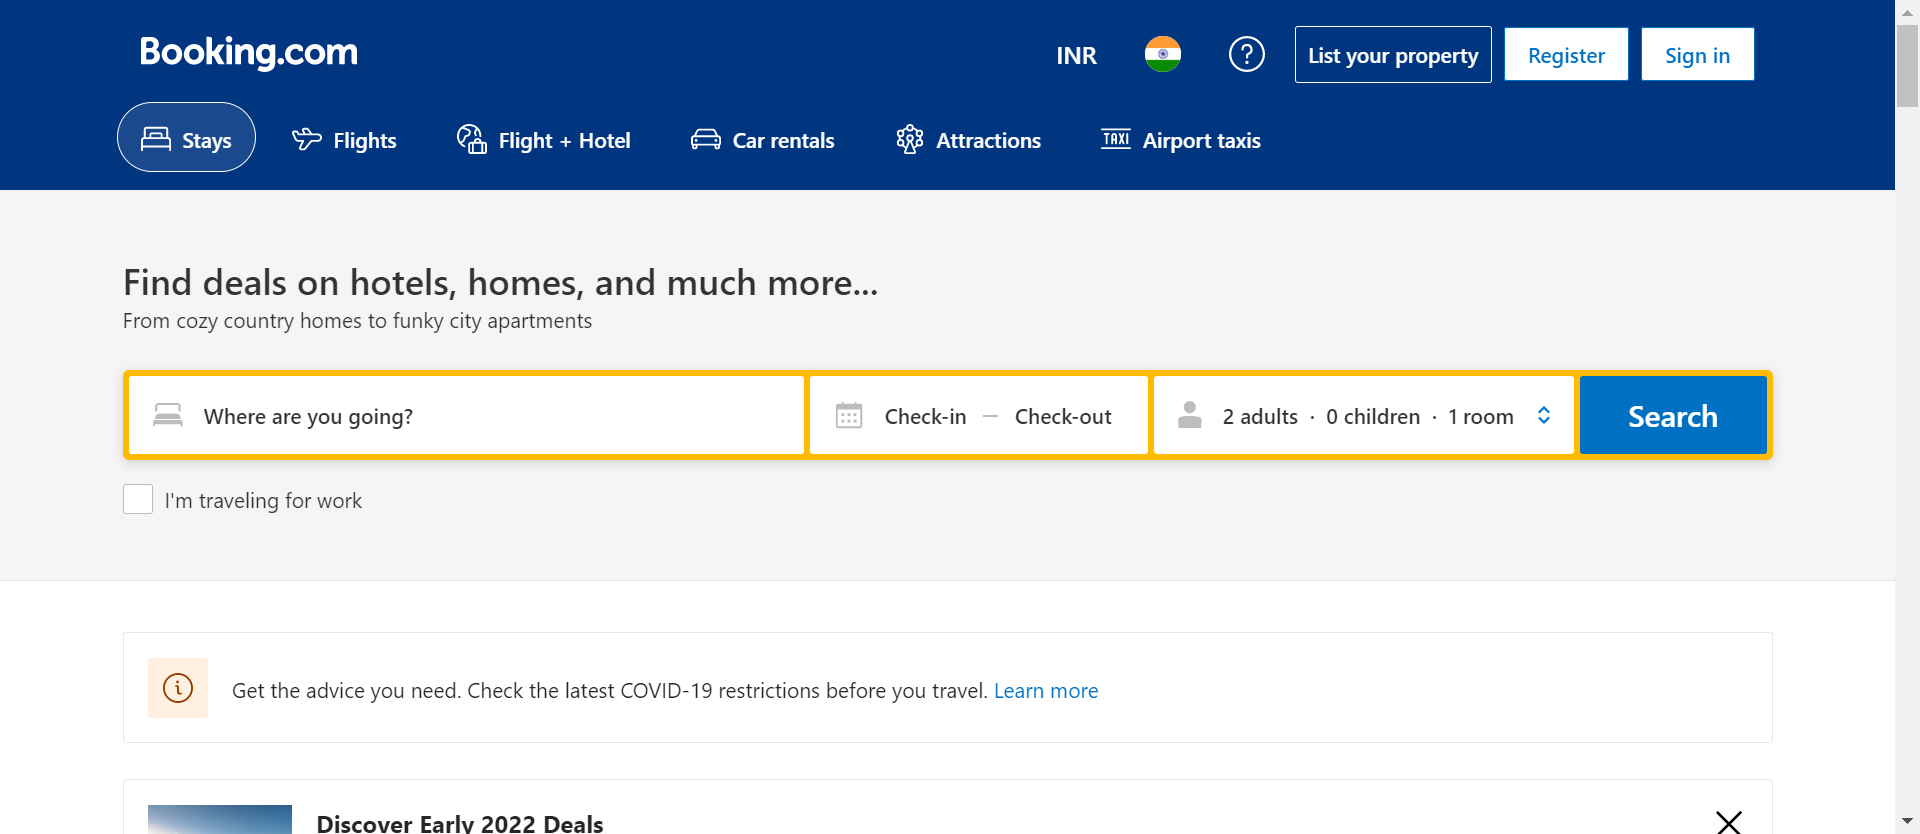 Booking.com
INR
List your property
Register
Sign in
Stays
Flights
Flight + Hotel
Car rentals
Attractions
TAXI
Airport taxis
Find deals on hotels, homes, and much more...
From cozy country homes to funky city apartments
Where are you going?
Check-in — Check-out
2 adults · 0 children · 1 room
Search
I'm traveling for work
Get the advice you need. Check the latest COVID-19 restrictions before you travel. Learn more
Discover Early 2022 Deals